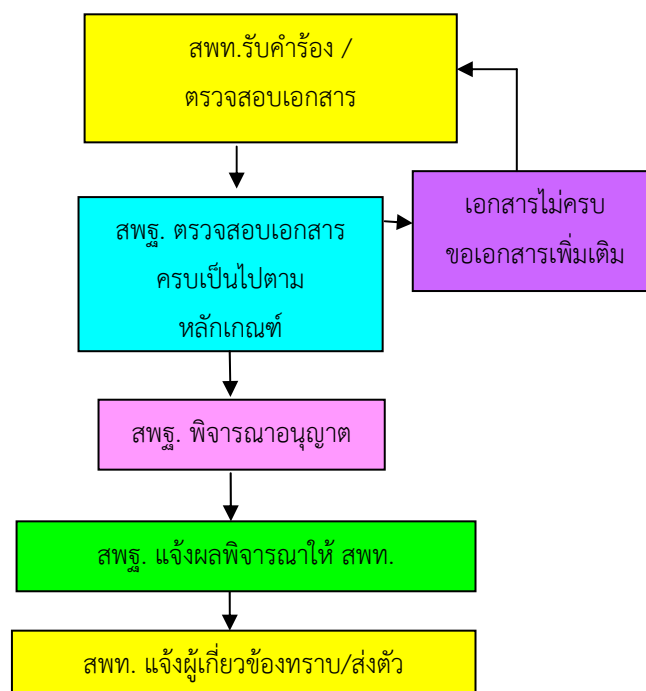 สพท.รับคำร้อง /
ตรวจสอบเอกสาร
สพฐ. ตรวจสอบเอกสาร
ครบเป็นไปตาม
หลักเกณฑ์
เอกสารไม่ครบ
ขอเอกสารเพิ่มเติม
สพฐ. พิจารณาอนุญาต
สพฐ. แจ้งผลพิจารณาให้ สพท.
สพท. แจ้งผู้เกี่ยวข้องทราบ/ส่งตัว